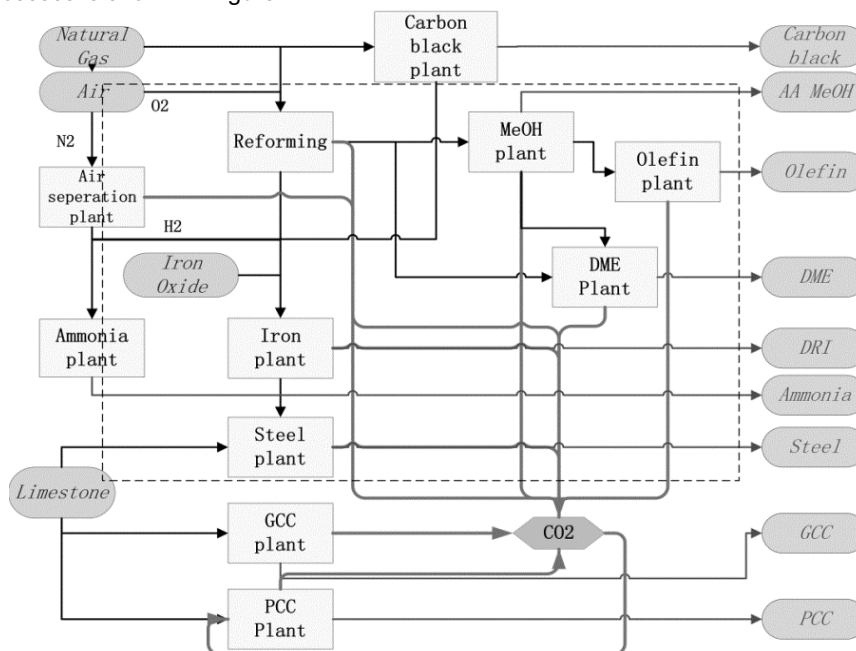 Natural
Gas
Carbon
black
plant
Carbon
black
Air
O2
AA MeOH
N2
Reforming
MeOH
plant
Olefin
plant
Olefin
Air
seperation
plant
H2
Iron
Oxide
DME
Plant
DME
Ammonia
plant
Iron
plant
DRI
Ammonia
Steel
plant
Steel
Limestone
GCC
plant
CO2
GCC
PCC
Plant
PCC